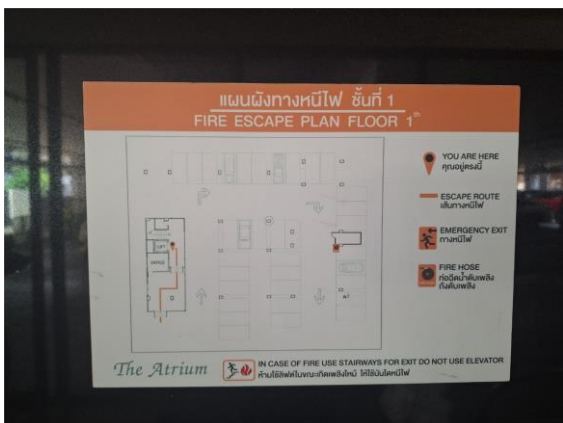 แผนผังทางหนีไฟ ชั้นที่ 1
FIRE ESCAPE PLAN FLOOR 1th
YOU ARE HERE
คุณอยู่ตรงนี้
ESCAPE ROUTE
เส้นทางหนีไฟ
EMERGENCY EXIT
ทางหนีไฟ
FIRE HOSE
ท่อฉีดน้ำดับเพลิง
ถังดับเพลิง
LIFT
The Atrium
IN CASE OF FIRE USE STAIRWAYS FOR EXIT DO NOT USE ELEVATOR
ห้ามใช้ลิฟต์ในขณะเกิดเพลิงไหม้ ให้ใช้บันไดหนีไฟ